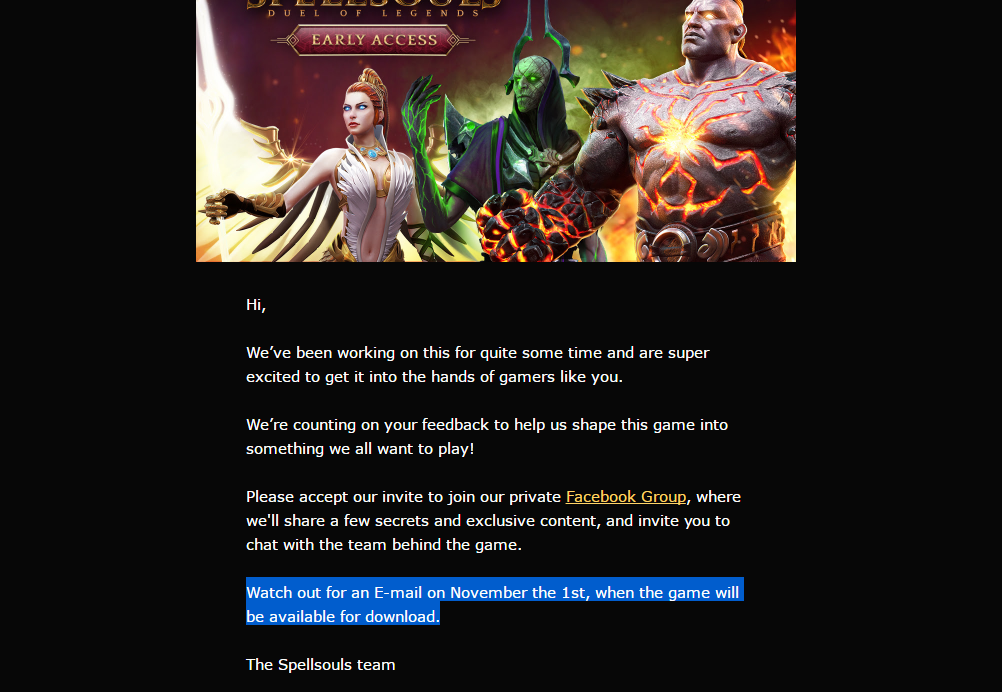 SPELLSOULS
DUEL OF LEGENDS
EARLY ACCESS
Hi,
We’ve been working on this for quite some time and are super
excited to get it into the hands of gamers like you.
We’re counting on your feedback to help us shape this game into
something we all want to play!
Please accept our invite to join our private Facebook Group, where
we'll share a few secrets and exclusive content, and invite you to
chat with the team behind the game.
Watch out for an E-mail on November the 1st, when the game will
be available for download.
The Spellsouls team